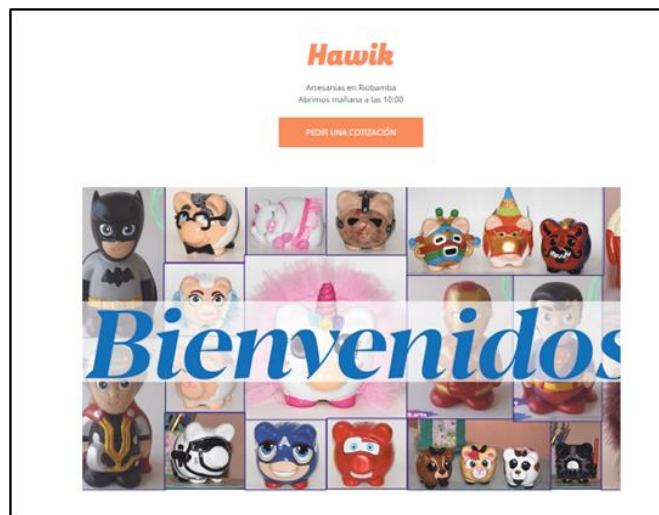 Hawik
Artesanías en Riobamba
Abrimos mañana a las 10:00
PEDIR UNA COTIZACIÓN
Bienvenidos